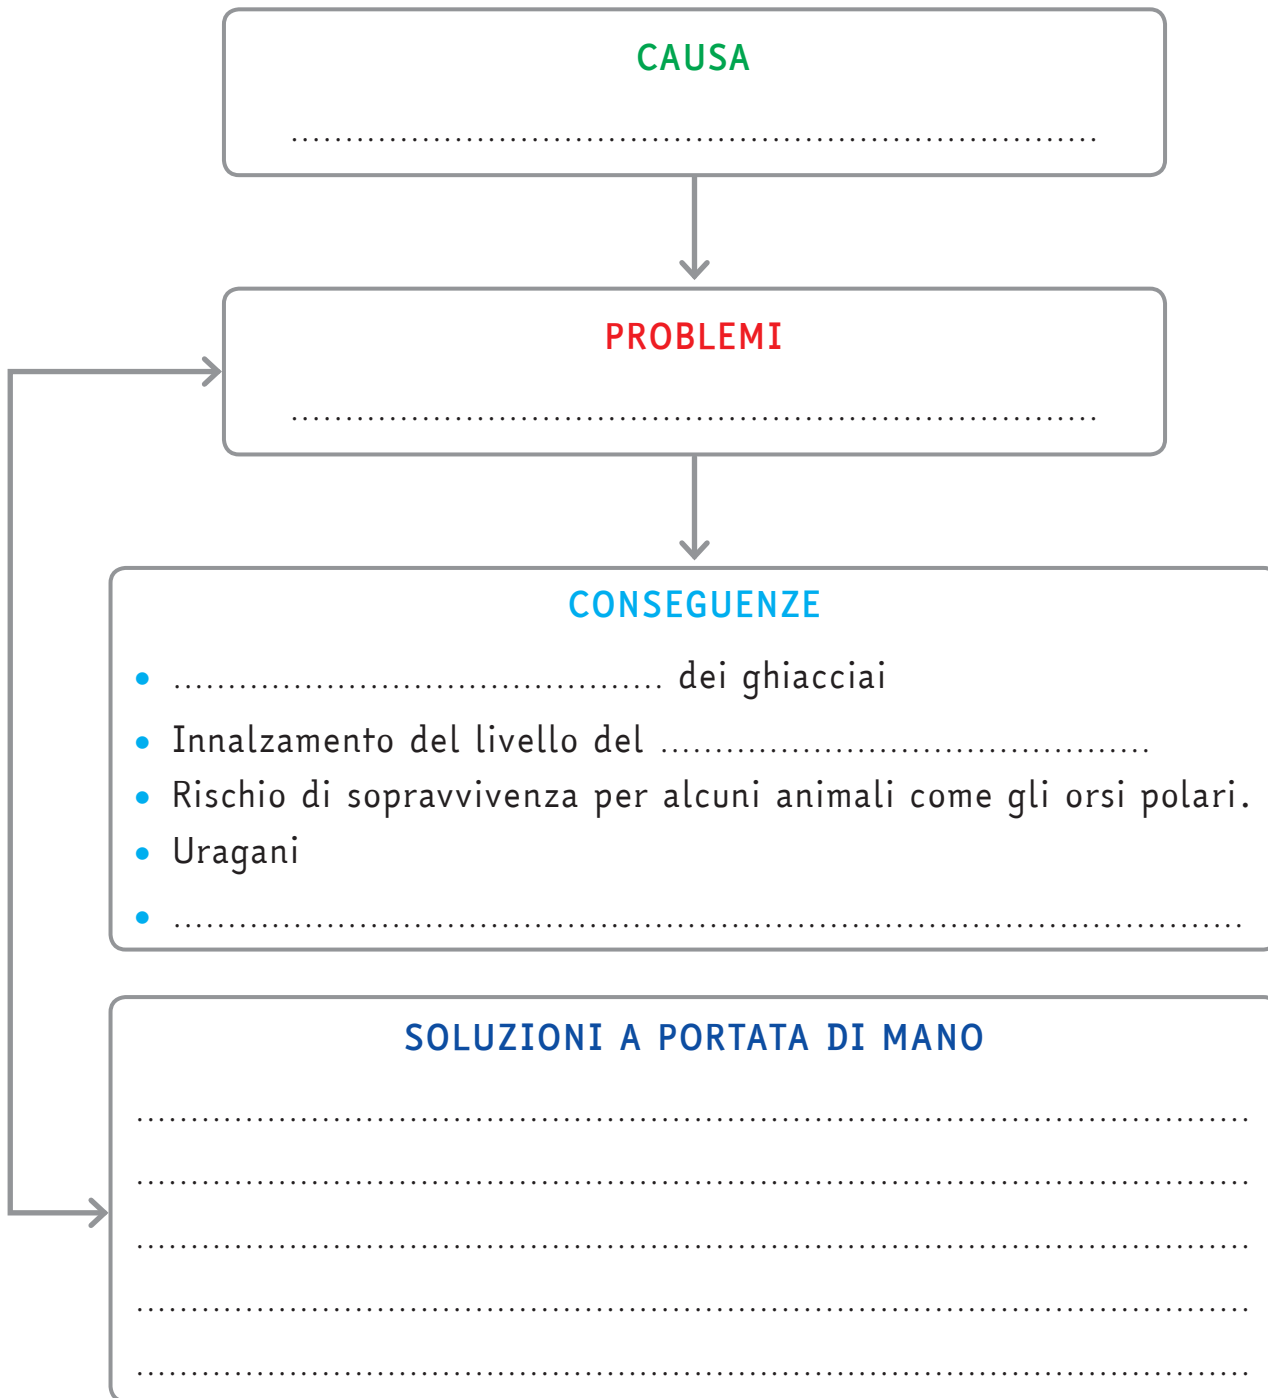 CAUSA
........................................................................
PROBLEMI
........................................................................
CONSEGUENZE
• ............................................ dei ghiacciai
• Innalzamento del livello del ............................................
• Rischio di sopravvivenza per alcuni animali come gli orsi polari.
• Uragani
• ................................................................................................
SOLUZIONI A PORTATA DI MANO
....................................................................................................
....................................................................................................
....................................................................................................
....................................................................................................
....................................................................................................